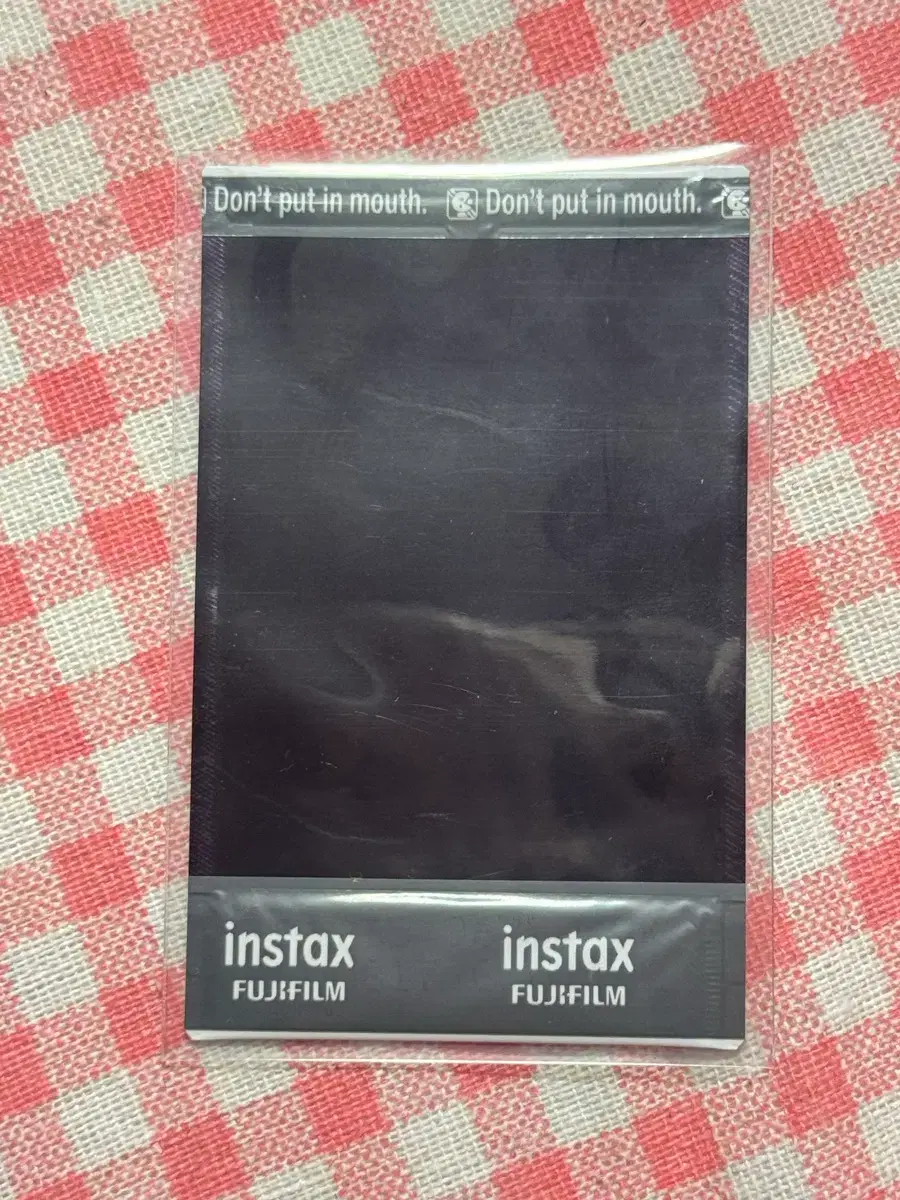 Don't put in mouth. Don't put in mouth.
instax instax
FUJIFILM FUJIFILM